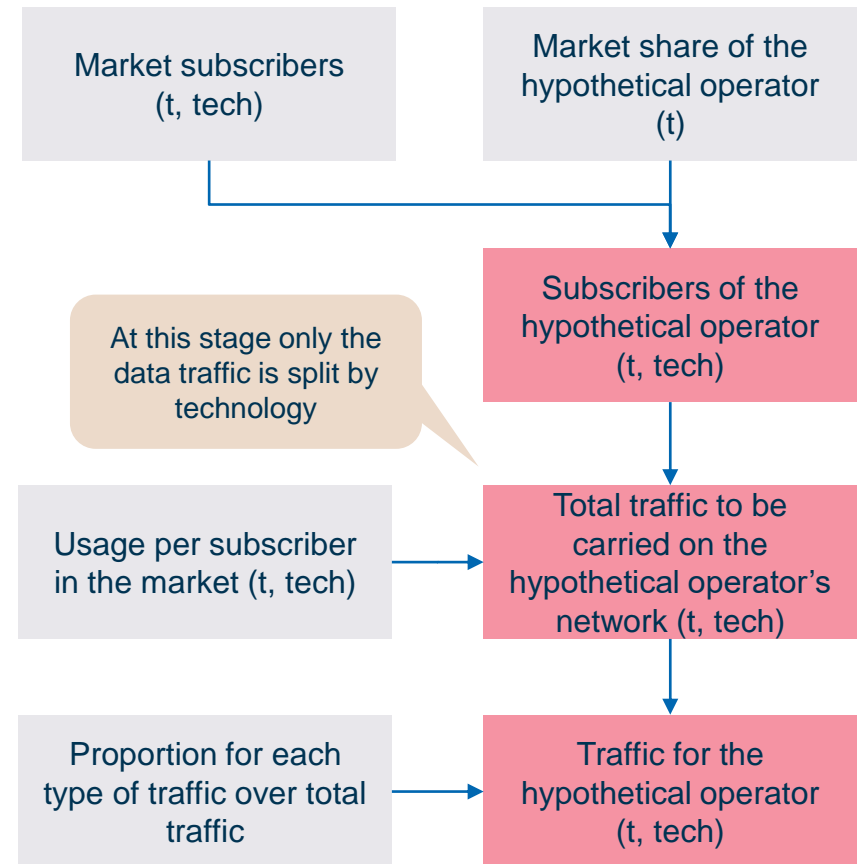 Market subscribers
(t, tech)
Market share of the
hypothetical operator
(t)
Subscribers of the
hypothetical operator
(t, tech)
At this stage only the
data traffic is split by
technology
Usage per subscriber
in the market (t, tech)
Total traffic to be
carried on the
hypothetical operator’s
network (t, tech)
Proportion for each
type of traffic over total
traffic
Traffic for the
hypothetical operator
(t, tech)